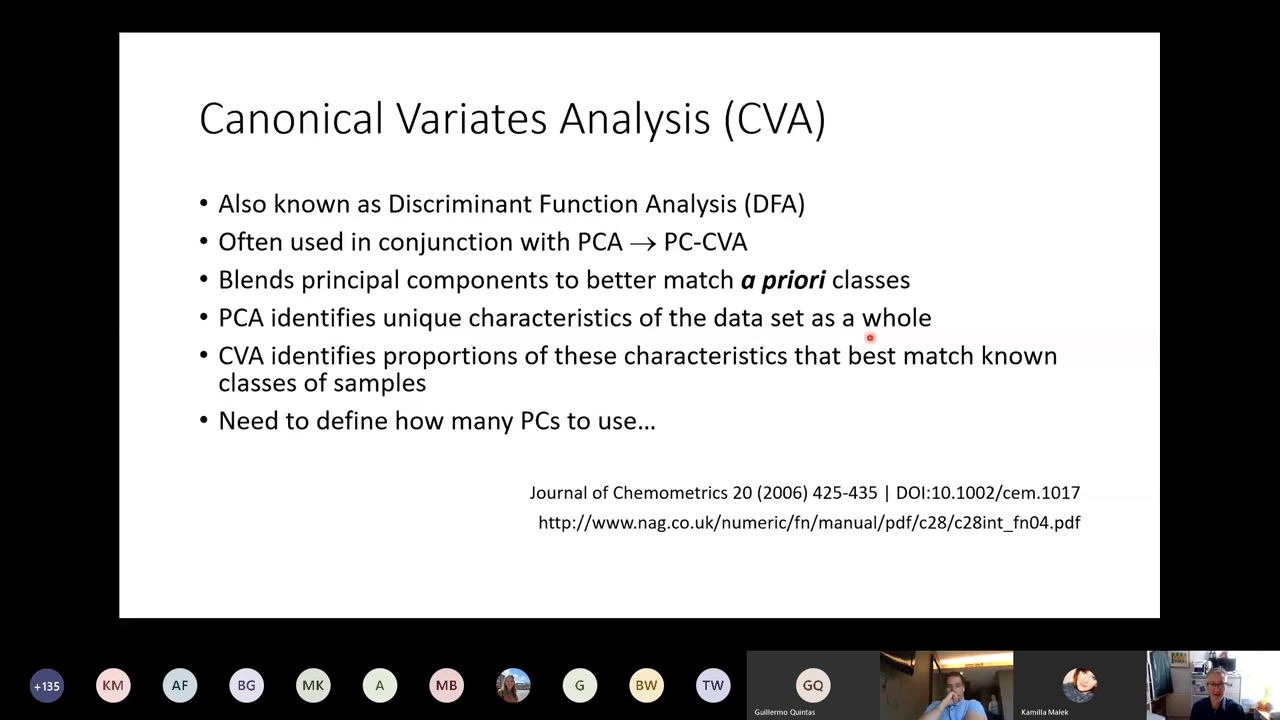 Canonical Variates Analysis (CVA)
• Also known as Discriminant Function Analysis (DFA)
• Often used in conjunction with PCA → PC-CVA
• Blends principal components to better match a priori classes
• PCA identifies unique characteristics of the data set as a whole
• CVA identifies proportions of these characteristics that best match known
classes of samples
• Need to define how many PCs to use...
Journal of Chemometrics 20 (2006) 425-435 | DOI:10.1002/cem.1017
http://www.nag.co.uk/numeric/fn/manual/pdf/c28/c28int_fn04.pdf
+135 KM AF BG MK A MB G BW TW GQ
Guillermo Quintas
Kamilla Małek